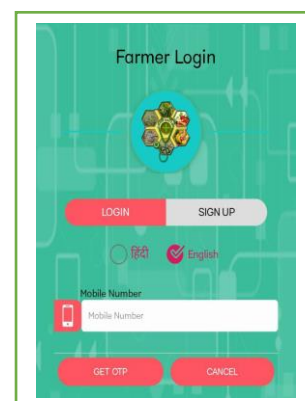 Farmer Login
LOGIN SIGN UP
हिंदी English
Mobile Number
Mobile Number
GET OTP CANCEL